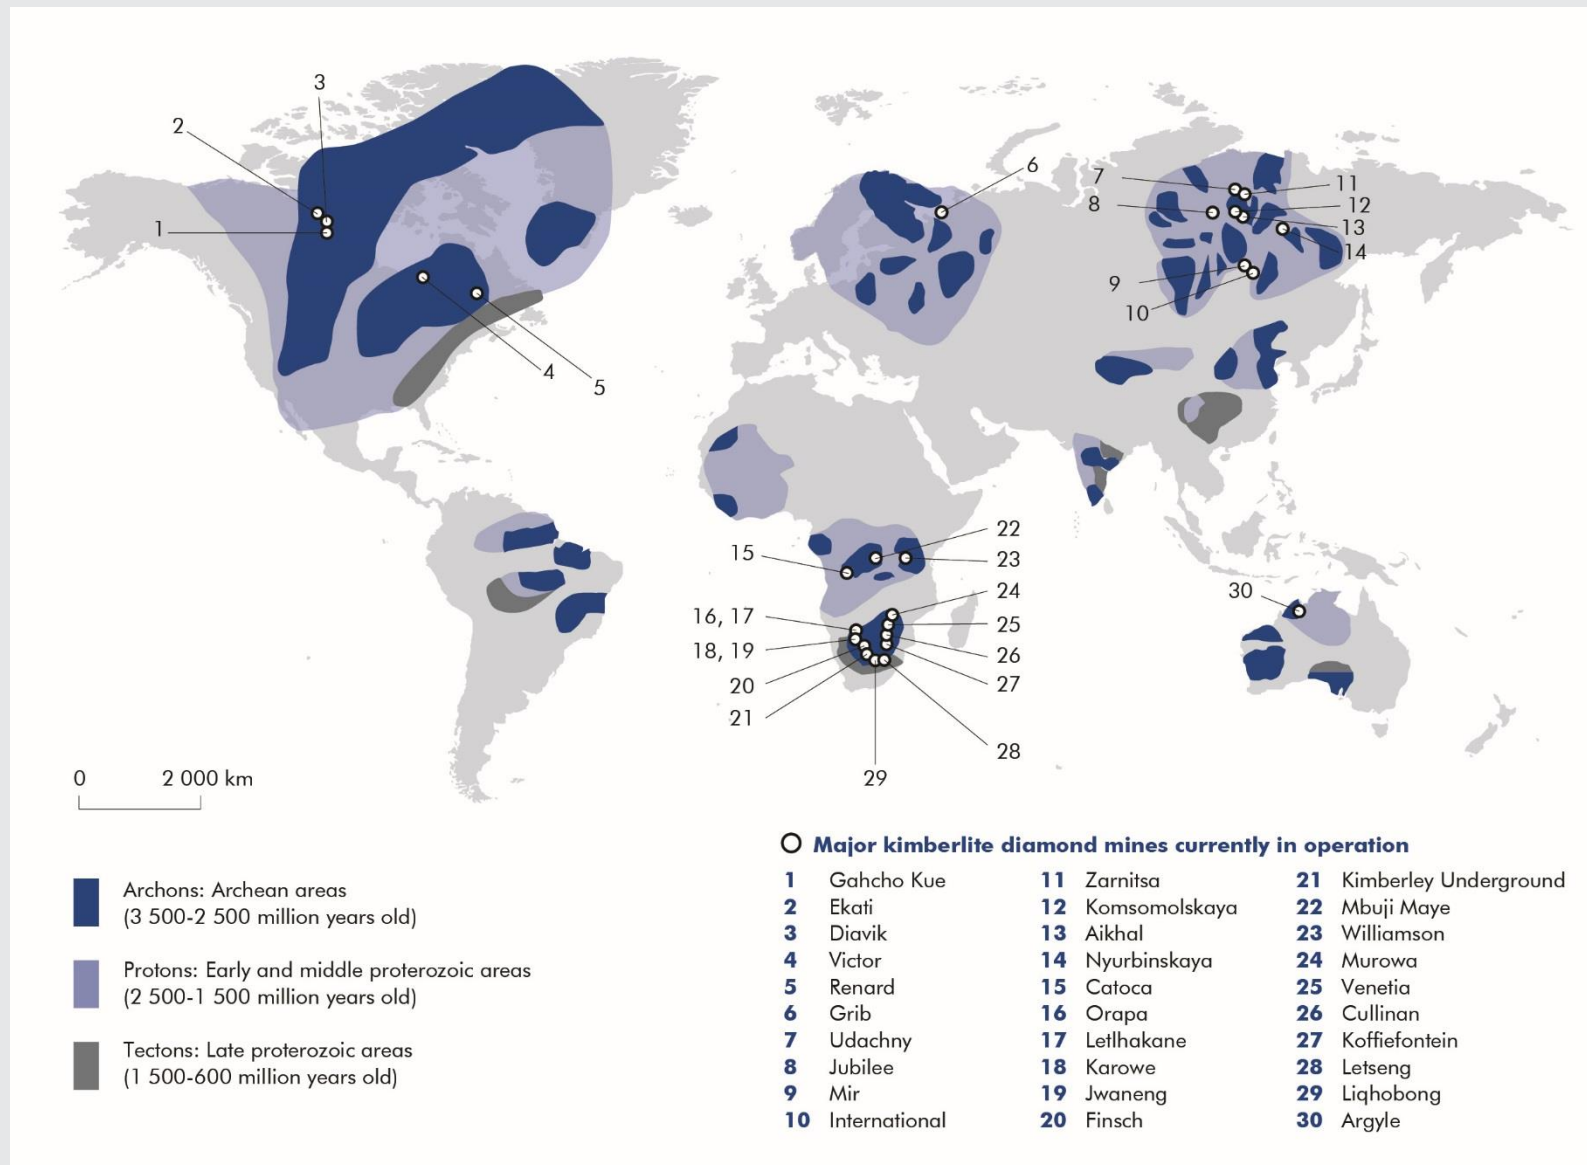 3
2
1
4
5
6
7
8
9
10
11
12
13
14
15
16, 17
18, 19
20
21
22
23
24
25
26
27
28
29
30
0 2 000 km
Archons: Archean areas
(3 500-2 500 million years old)
Protons: Early and middle proterozoic areas
(2 500-1 500 million years old)
Tectons: Late proterozoic areas
(1 500-600 million years old)
Major kimberlite diamond mines currently in operation
1 Gahcho Kue
2 Ekati
3 Diavik
4 Victor
5 Renard
6 Grib
7 Udachny
8 Jubilee
9 Mir
10 International
11 Zarnitsa
12 Komsomolskaya
13 Aikhal
14 Nyurbinskaya
15 Catoca
16 Orapa
17 Letlhakane
18 Karowe
19 Jwaneng
20 Finsch
21 Kimberley Underground
22 Mbuji Maye
23 Williamson
24 Murowa
25 Venetia
26 Cullinan
27 Koffiefontein
28 Letseng
29 Liqhobong
30 Argyle